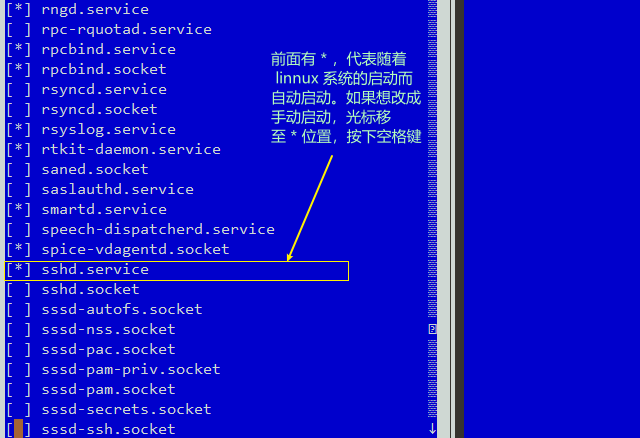 [*] rngd.service
[ ] rpc-rquotad.service
[*] rpcbind.service
[*] rpcbind.socket
[ ] rsyncd.service
[ ] rsyncd.socket
[*] rsyslog.service
[*] rtkit-daemon.service
[ ] saned.socket
[ ] saslauthd.service
[*] smartd.service
[ ] speech-dispatcherd.service
[*] spice-vdagentd.socket
[*] sshd.service
[ ] sshd.socket
[ ] sssd-autofs.socket
[ ] sssd-nss.socket
[ ] sssd-pac.socket
[ ] sssd-pam-priv.socket
[ ] sssd-pam.socket
[ ] sssd-secrets.socket
[ ] sssd-ssh.socket
前面有 * ，代表随着
linnux 系统的启动而
自动启动。如果想改成
手动启动，光标移
至 * 位置，按下空格键